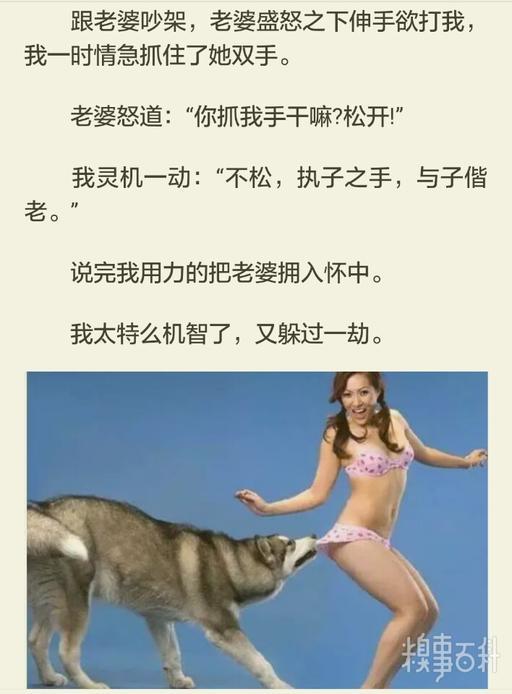 跟老婆吵架，老婆盛怒之下伸手欲打我，
我一时情急抓住了她双手。
老婆怒道：“你抓我手干嘛?松开!”
我灵机一动：“不松，执子之手，与子偕
老。”
说完我用力的把老婆拥入怀中。
我太特么机智了，又躲过一劫。
糗事百科